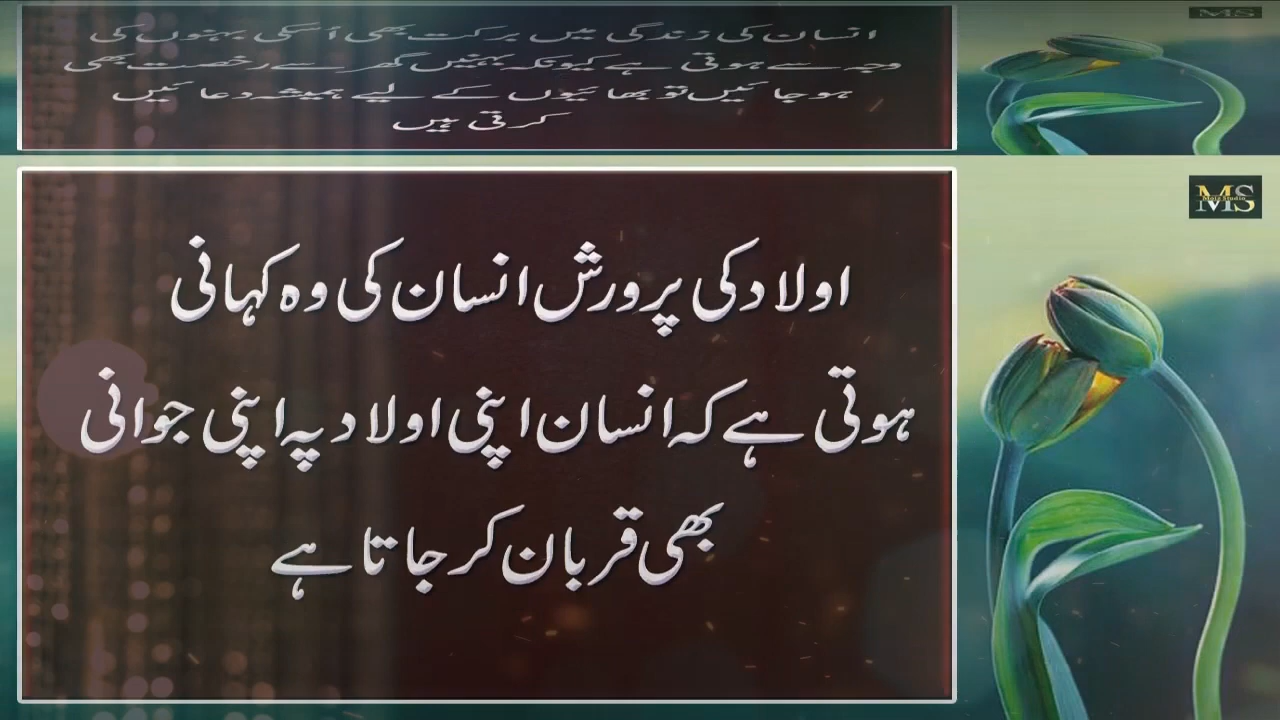 انسان کی زندگی میں برکت بھی اُسکی بہنوں کی
وجہ سے ہوتی ہے کیونکہ بہنیں گھر سے رخصت بھی
ہو جائیں تو بھائیوں کے لیے ہمیشہ دعائیں
کرتی ہیں
MS
MS
اولاد کی پرورش انسان کی وہ کہانی
ہوتی ہے کہ انسان اپنی اولاد پہ اپنی جوانی
بھی قربان کر جاتا ہے